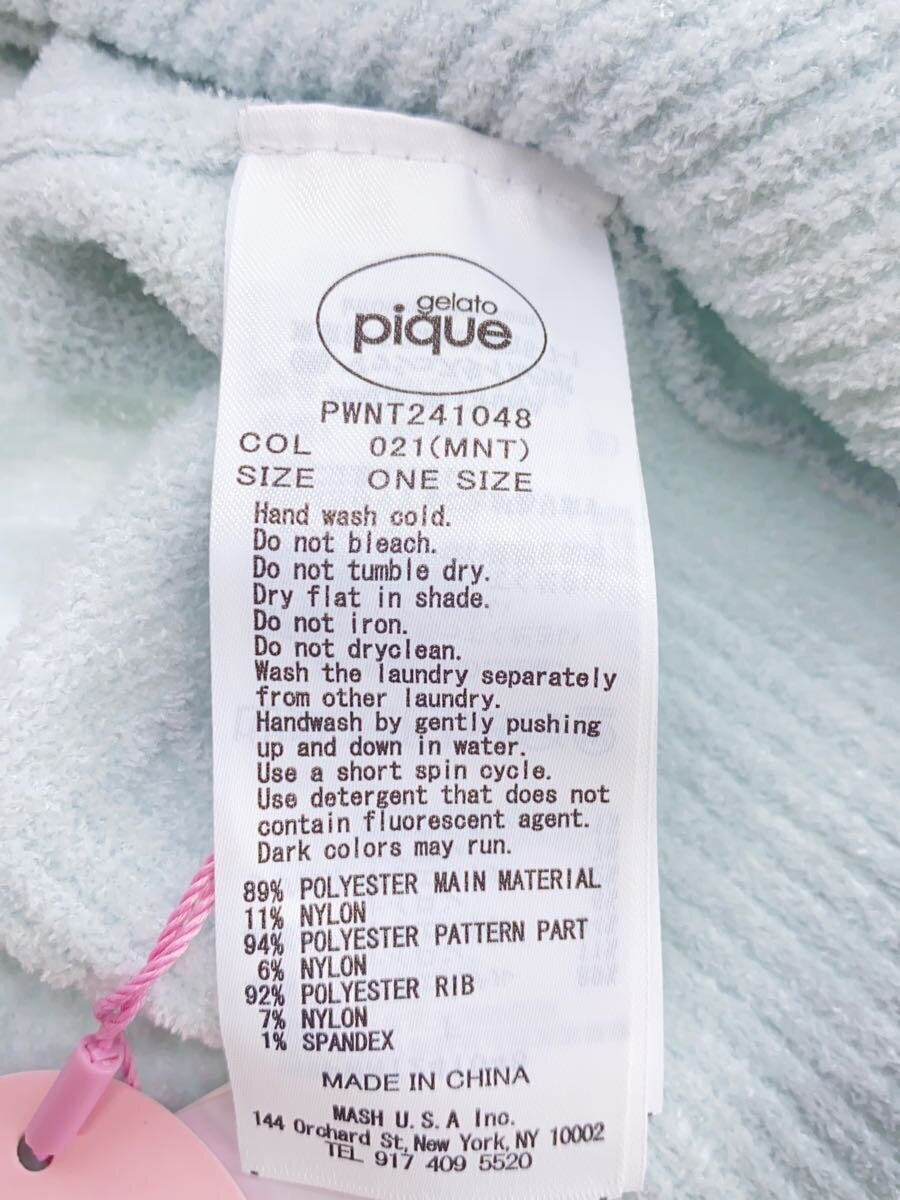 gelato
pique
PWNT241048
COL 021(MNT)
SIZE ONE SIZE
Hand wash cold.
Do not bleach.
Do not tumble dry.
Dry flat in shade.
Do not iron.
Do not dryclean.
Wash the laundry separately
from other laundry.
Handwash by gently pushing
up and down in water.
Use a short spin cycle.
Use detergent that does not
contain fluorescent agent.
Dark colors may run.
89% POLYESTER MAIN MATERIAL
11% NYLON
94% POLYESTER PATTERN PART
6% NYLON
92% POLYESTER RIB
7% NYLON
1% SPANDEX
MADE IN CHINA
MASH U.S.A Inc.
144 Orchard St, New York, NY 10002
TEL 917 409 5520